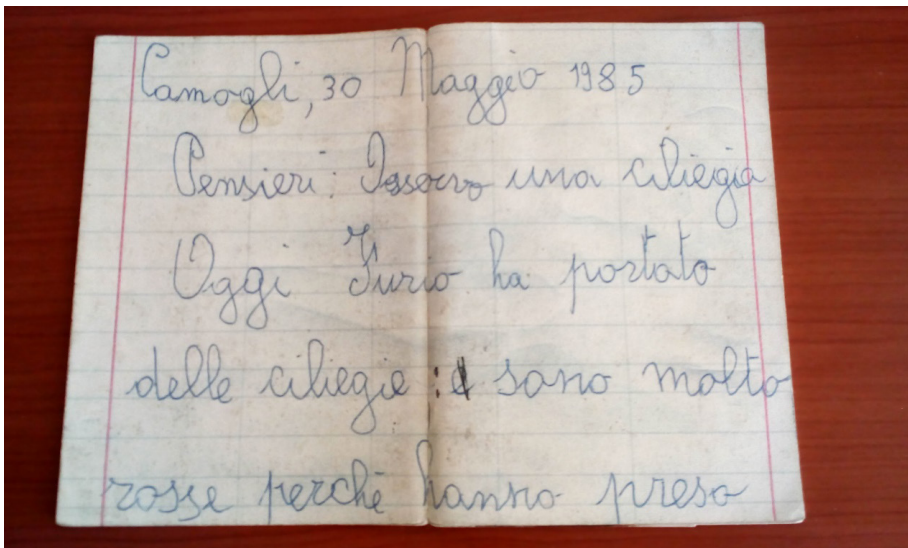 Camogli, 30 Maggio 1985
Pensieri: Osservo una ciliegia
Oggi Furio ha portato
delle ciliegie: sono molto
rosse perchè hanno preso